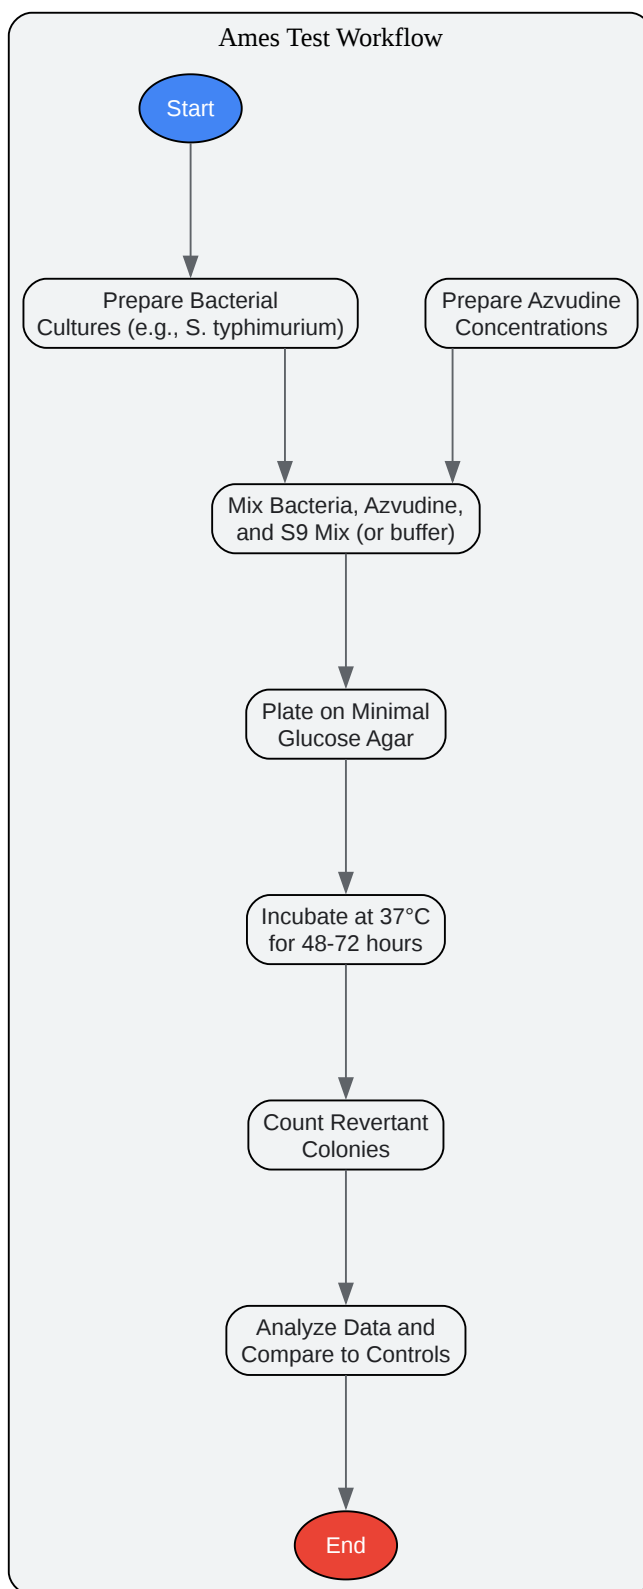 Ames Test Workflow
Start
Prepare Bacterial
Cultures (e.g., S. typhimurium)
Prepare Azvudine
Concentrations
Mix Bacteria, Azvudine,
and S9 Mix (or buffer)
Plate on Minimal
Glucose Agar
Incubate at 37°C
for 48-72 hours
Count Revertant
Colonies
Analyze Data and
Compare to Controls
End